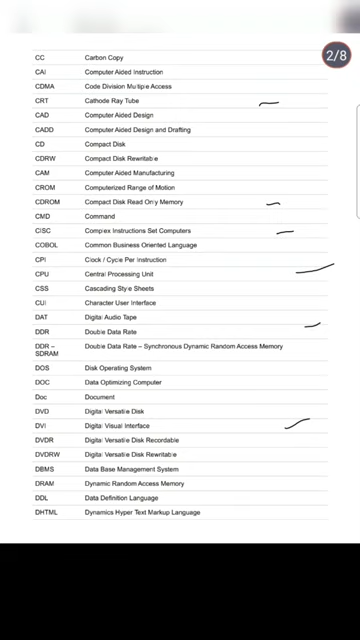 2/8
CC Carbon Copy
CAI Computer Aided Instruction
CDMA Code Division Multiple Access
CRT Cathode Ray Tube
CAD Computer Aided Design
CADD Computer Aided Design and Drafting
CD Compact Disk
CDRW Compact Disk Rewritable
CAM Computer Aided Manufacturing
CROM Computerized Range of Motion
CDROM Compact Disk Read Only Memory
CMD Command
CISC Complex Instructions Set Computers
COBOL Common Business Oriented Language
CPI Clock / Cycle Per Instruction
CPU Central Processing Unit
CSS Cascading Style Sheets
CUI Character User Interface
DAT Digital Audio Tape
DDR Double Data Rate
DDR – Double Data Rate – Synchronous Dynamic Random Access Memory
SDRAM
DOS Disk Operating System
DOC Data Optimizing Computer
Doc Document
DVD Digital Versatile Disk
DVI Digital Visual Interface
DVDR Digital Versatile Disk Recordable
DVDRW Digital Versatile Disk Rewritable
DBMS Data Base Management System
DRAM Dynamic Random Access Memory
DDL Data Definition Language
DHTML Dynamics Hyper Text Markup Language